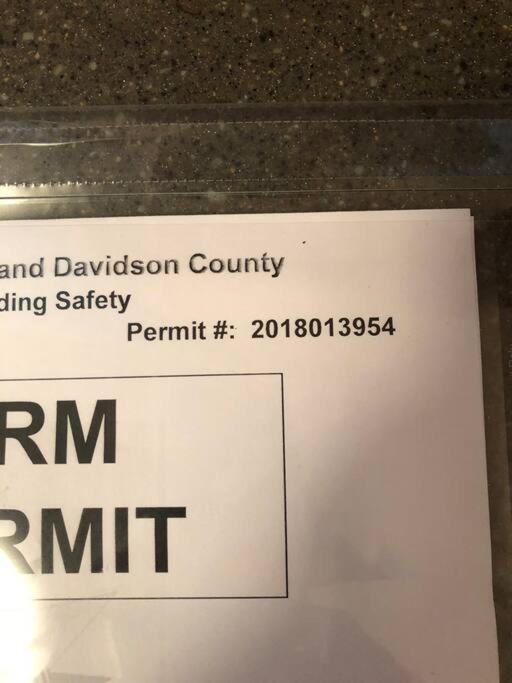 and Davidson County
ding Safety
Permit #: 2018013954
RM
RMIT